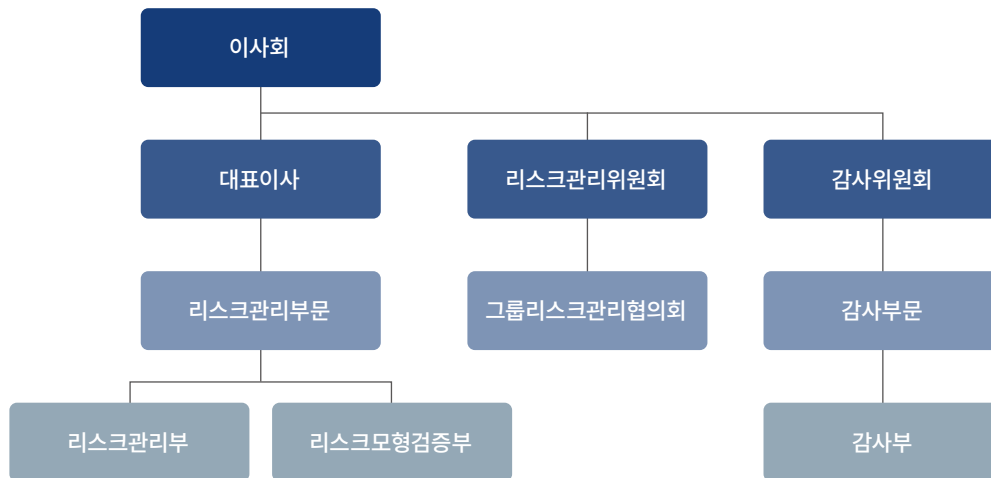 이사회
대표이사
리스크관리위원회
감사위원회
리스크관리부문
그룹리스크관리협의회
감사부문
리스크관리부
리스크모형검증부
감사부